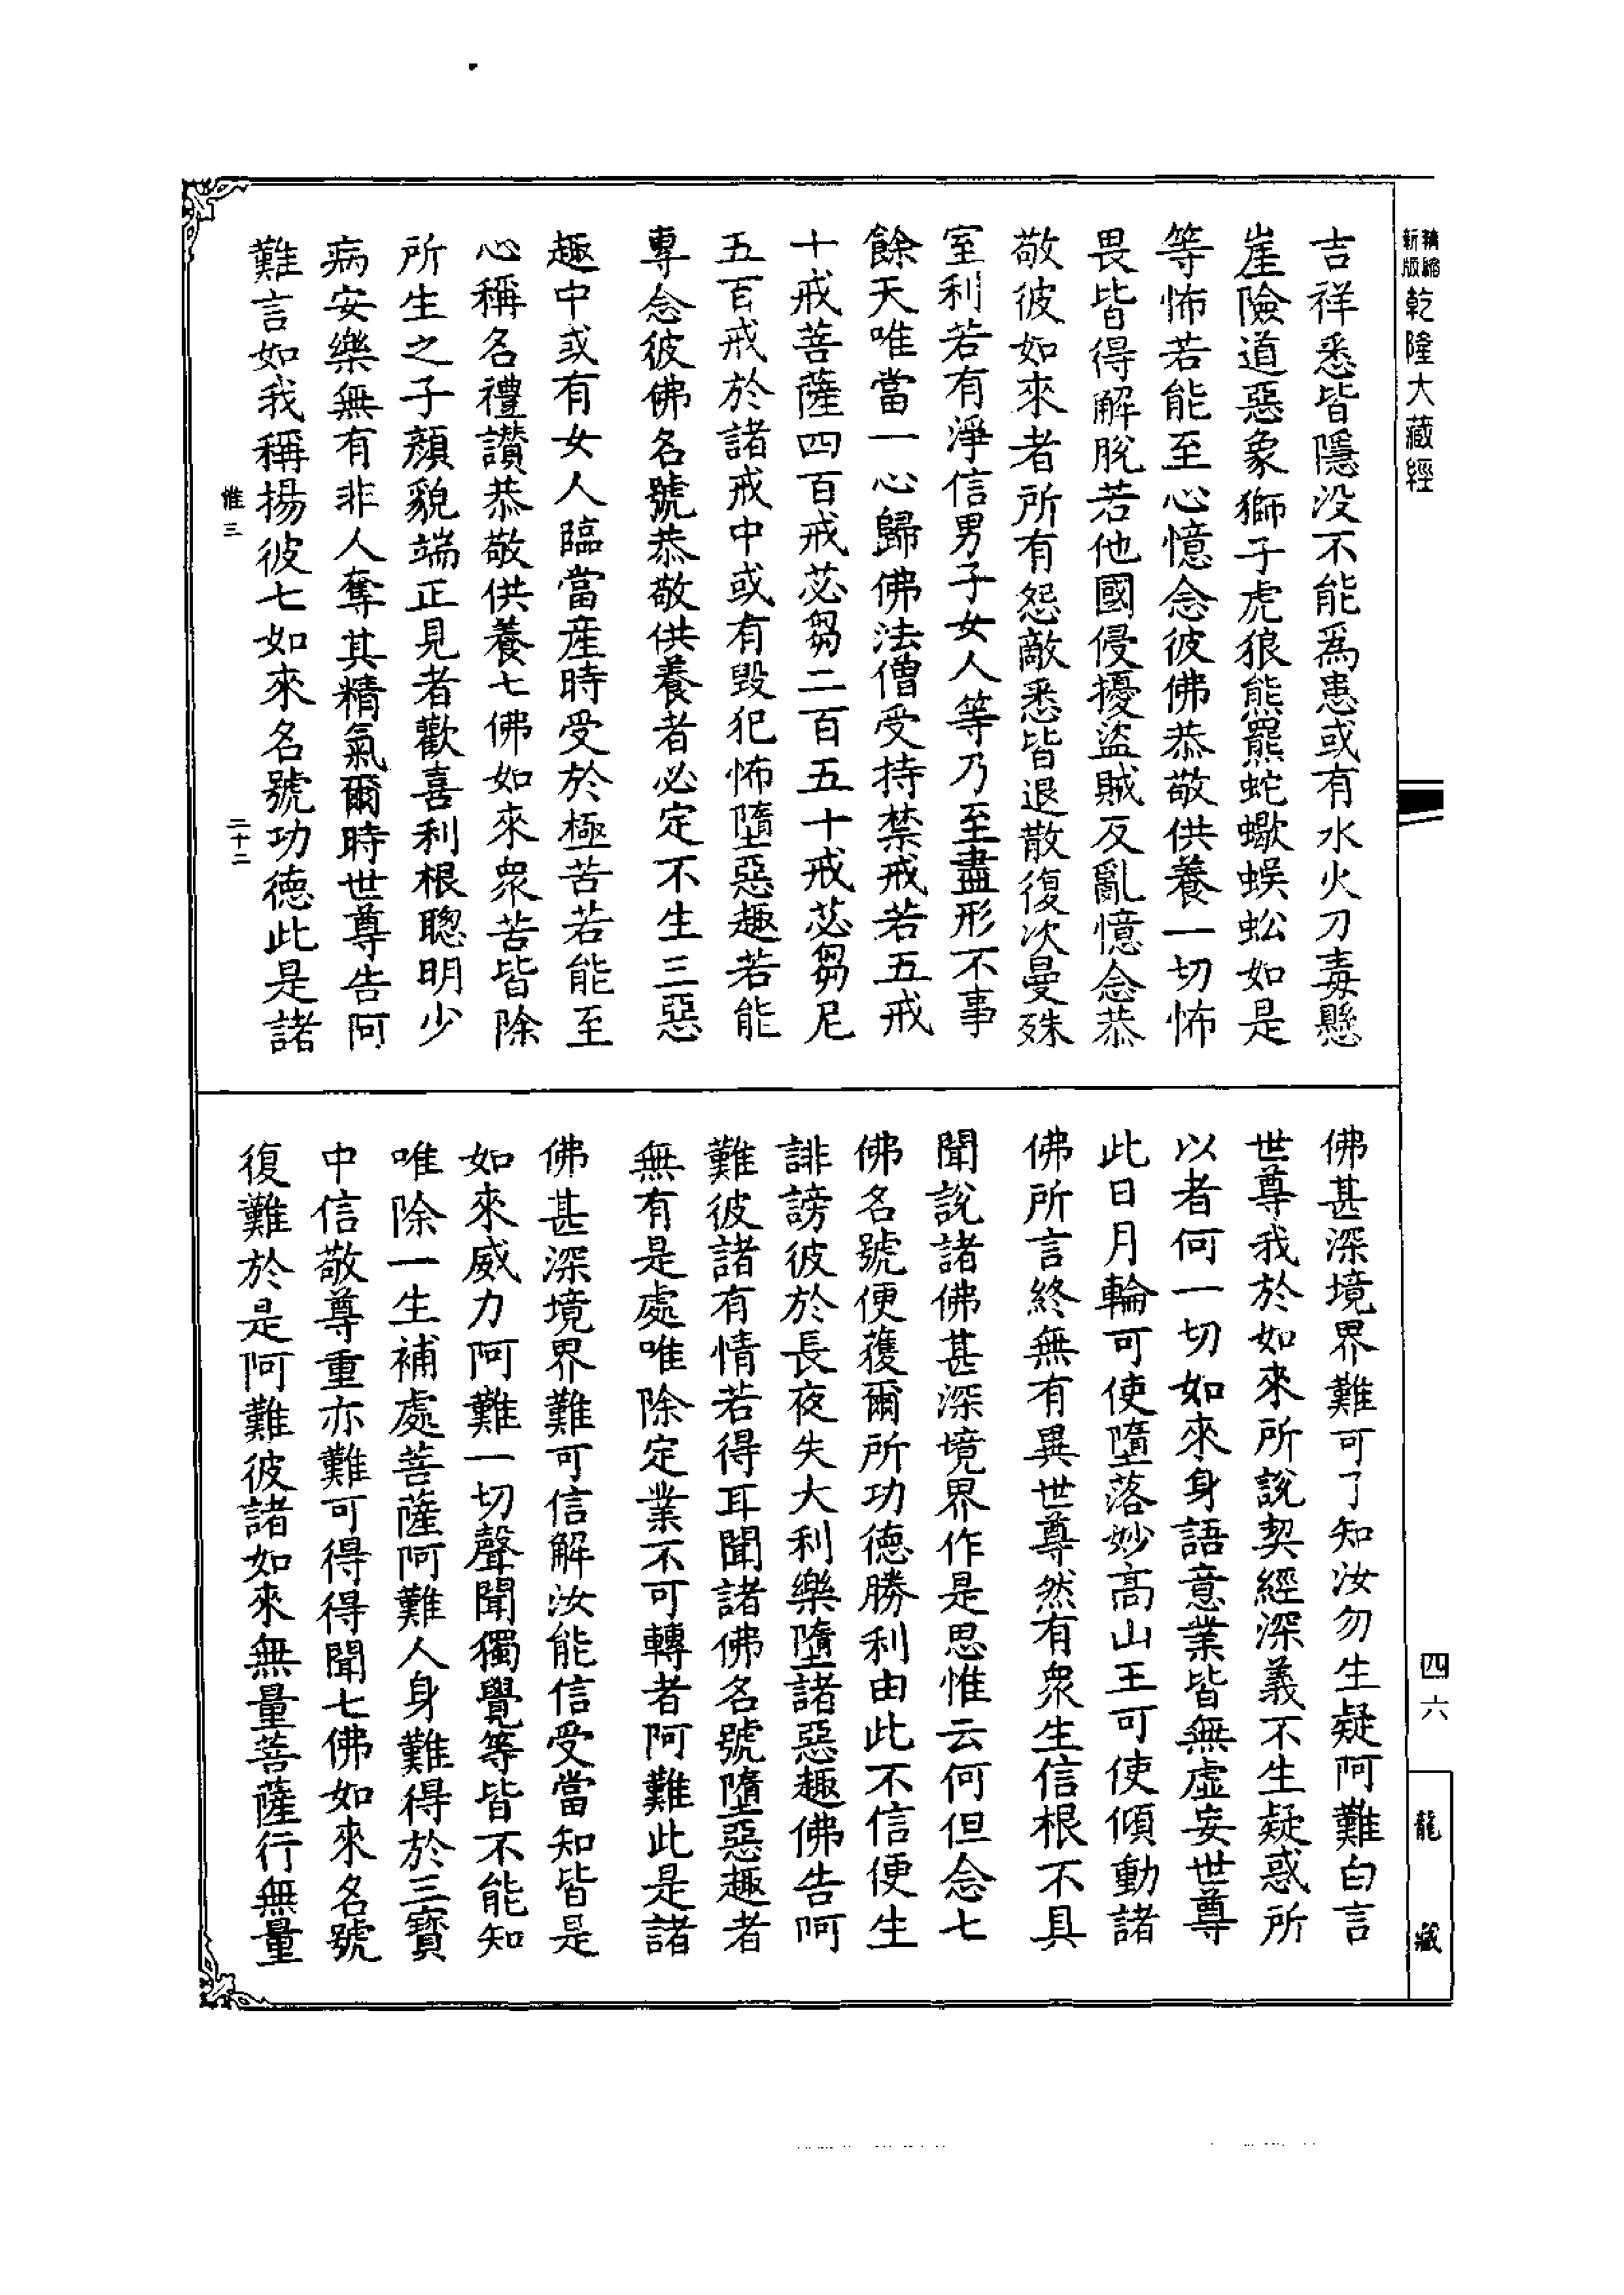 精縮
新版
乾隆大藏經
吉祥悉皆隱没不能爲患或有水火刀毒懸
崖險道惡象獅子虎狼熊羆蛇蠍蜈蚣如是
等怖若能至心憶念彼佛恭敬供養一切怖
畏皆得解脫若他國侵擾盜賊反亂憶念恭
敬彼如來者所有怨敵悉皆退散復次曼殊
室利若有淨信男子女人等乃至盡形不事
餘天唯當一心歸佛法僧受持禁戒若五戒
十戒菩薩四百戒苾芻二百五十戒苾芻尼
五百戒於諸戒中或有毀犯怖墮惡趣若能
專念彼佛名號恭敬供養者必定不生三惡
趣中或有女人臨當產時受於極苦若能至
心稱名禮讚恭敬供養七佛如來衆苦皆除
所生之子顏貌端正見者歡喜利根聰明少
病安樂無有非人奪其精氣爾時世尊告阿
難言如我稱揚彼七如來名號功德此是諸
惟三
二十二
佛甚深境界難可了知汝勿生疑阿難白言
世尊我於如來所說契經深義不生疑惑所
以者何一切如來身語意業皆無虛妄世尊
此日月輪可使墮落妙高山王可使傾動諸
佛所言終無有異世尊然有衆生信根不具
聞說諸佛甚深境界作是思惟云何但念七
佛名號便獲爾所功德勝利由此不信便生
誹謗彼於長夜失大利樂墮諸惡趣佛告阿
難彼諸有情若得耳聞諸佛名號墮惡趣者
無有是處唯除定業不可轉者阿難此是諸
佛甚深境界難可信解汝能信受當知皆是
如來威力阿難一切聲聞獨覺等皆不能知
唯除一生補處菩薩阿難人身難得於三寶
中信敬尊重亦難可得得聞七佛如來名號
復難於是阿難彼諸如來無量菩薩行無量
四六
龍藏